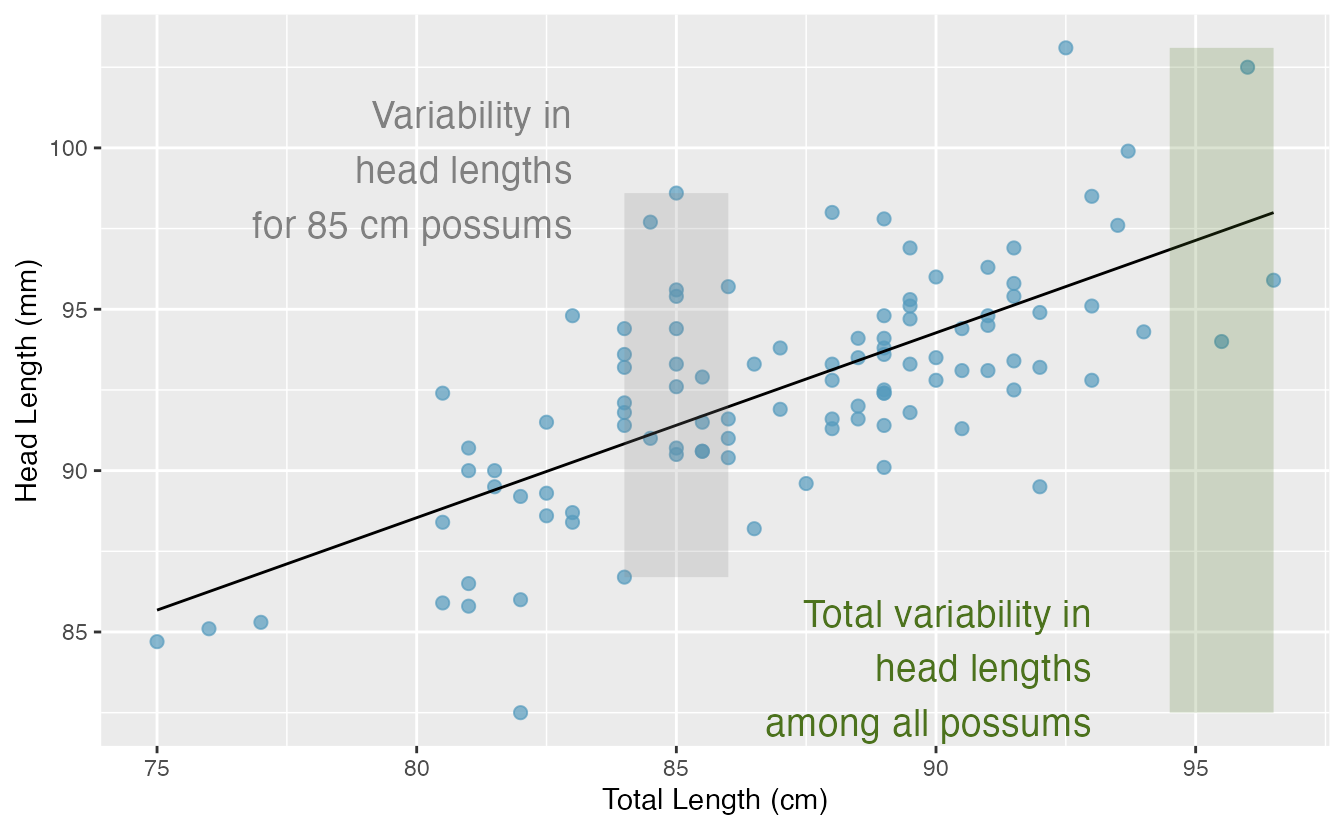 Variability in
head lengths
for 85 cm possums
Total variability in
head lengths
among all possums
Head Length (mm)
100
95
90
85
75
80
85
90
95
Total Length (cm)